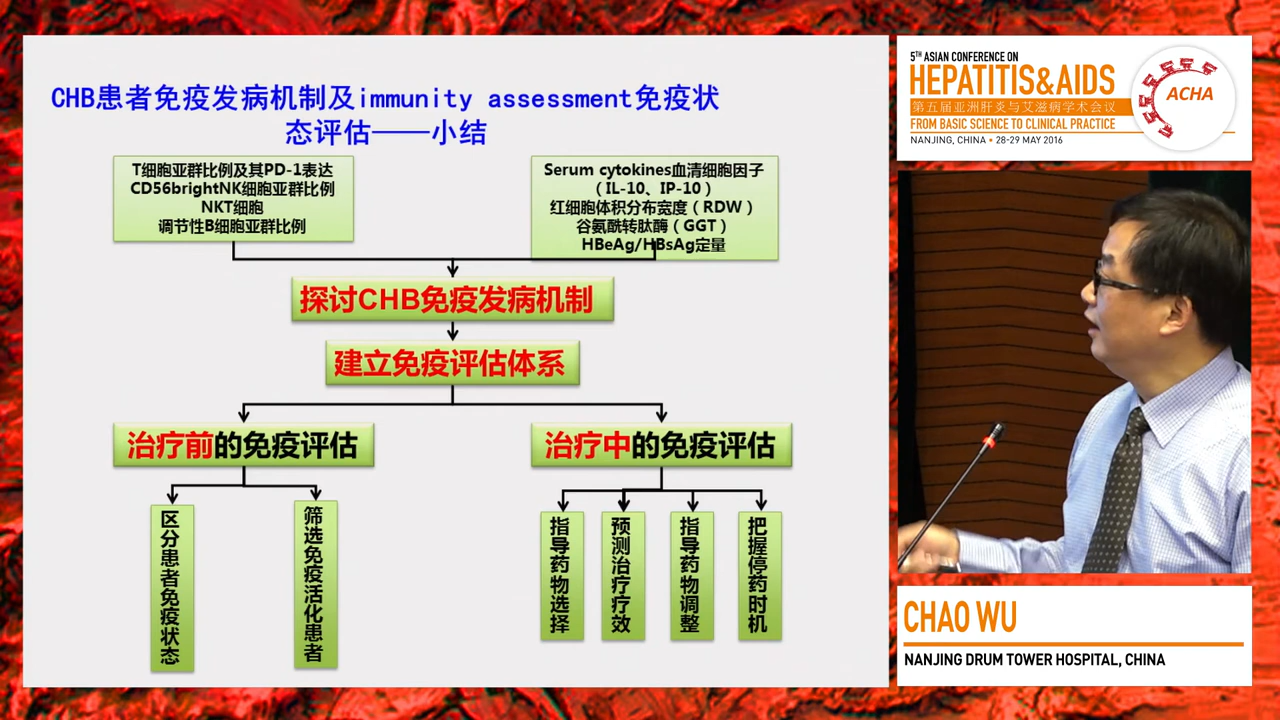 CHB患者免疫发病机制及immunity assessment免疫状
态评估——小结
T细胞亚群比例及其PD-1表达
CD56brightNK细胞亚群比例
NKT细胞
调节性B细胞亚群比例
Serum cytokines血清细胞因子
（IL-10、IP-10）
红细胞体积分布宽度（RDW）
谷氨酰转肽酶（GGT）
HBeAg/HBsAg定量
探讨CHB免疫发病机制
建立免疫评估体系
治疗前的免疫评估
治疗中的免疫评估
区分患者免疫状态
筛选免疫活化患者
指导药物选择
预测治疗疗效
指导药物调整
把握停药时机
5TH ASIAN CONFERENCE ON
HEPATITIS&AIDS
第五届亚洲肝炎与艾滋病学术会议
FROM BASIC SCIENCE TO CLINICAL PRACTICE
NANJING, CHINA • 28-29 MAY 2016
ACHA
CHAO WU
NANJING DRUM TOWER HOSPITAL, CHINA